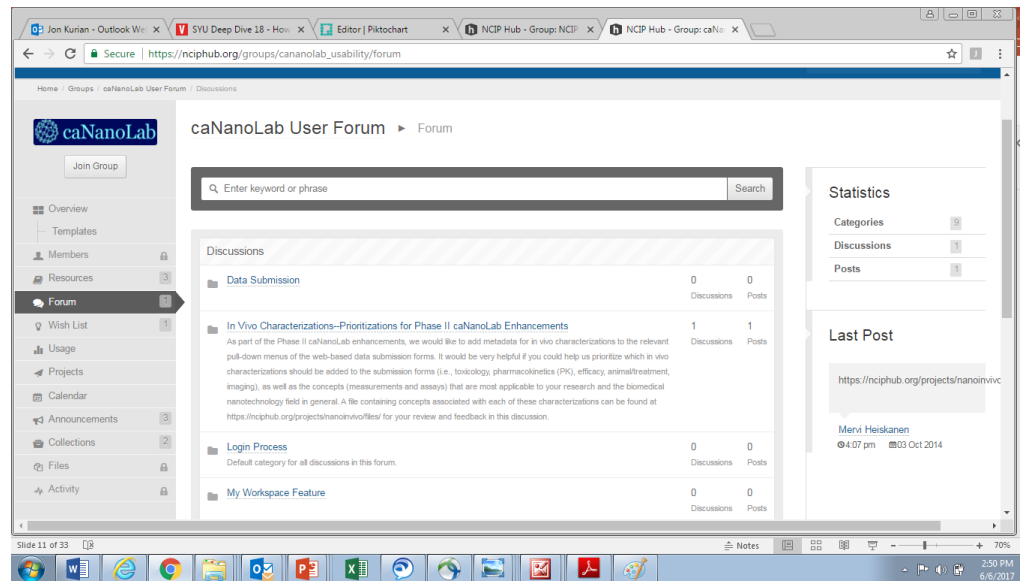 Jon Kurian - Outlook We
SYU Deep Dive 18 - How
Editor | Piktochart
NCIP Hub - Group: NCIP
NCIP Hub - Group: caNa
Secure | https://nciphub.org/groups/cananolab_usability/forum
Home / Groups / caNanoLab User Forum / Discussions
caNanoLab
Join Group
Overview
Templates
Members
Resources 3
Forum 1
Wish List 1
Usage
Projects
Calendar
Announcements 3
Collections 2
Files
Activity
caNanoLab User Forum ► Forum
Enter keyword or phrase Search
Discussions
Data Submission 0 0
Discussions Posts
In Vivo Characterizations--Prioritizations for Phase II caNanoLab Enhancements 1 1
Discussions Posts
As part of the Phase II caNanoLab enhancements, we would like to add metadata for in vivo characterizations to the relevant
pull-down menus of the web-based data submission forms. It would be very helpful if you could help us prioritize which in vivo
characterizations should be added to the submission forms (i.e., toxicology, pharmacokinetics (PK), efficacy, animal/treatment,
imaging), as well as the concepts (measurements and assays) that are most applicable to your research and the biomedical
nanotechnology field in general. A file containing concepts associated with each of these characterizations can be found at
https://nciphub.org/projects/nanoinvivo/files/ for your review and feedback in this discussion.
Login Process 0 0
Default category for all discussions in this forum. Discussions Posts
My Workspace Feature 0 0
Discussions Posts
Statistics
Categories 9
Discussions 1
Posts 1
Last Post
https://nciphub.org/projects/nanoinvivo
Mervi Heiskanen
4:07 pm 03 Oct 2014
Slide 11 of 33
Notes
70%
2:50 PM
6/6/2017